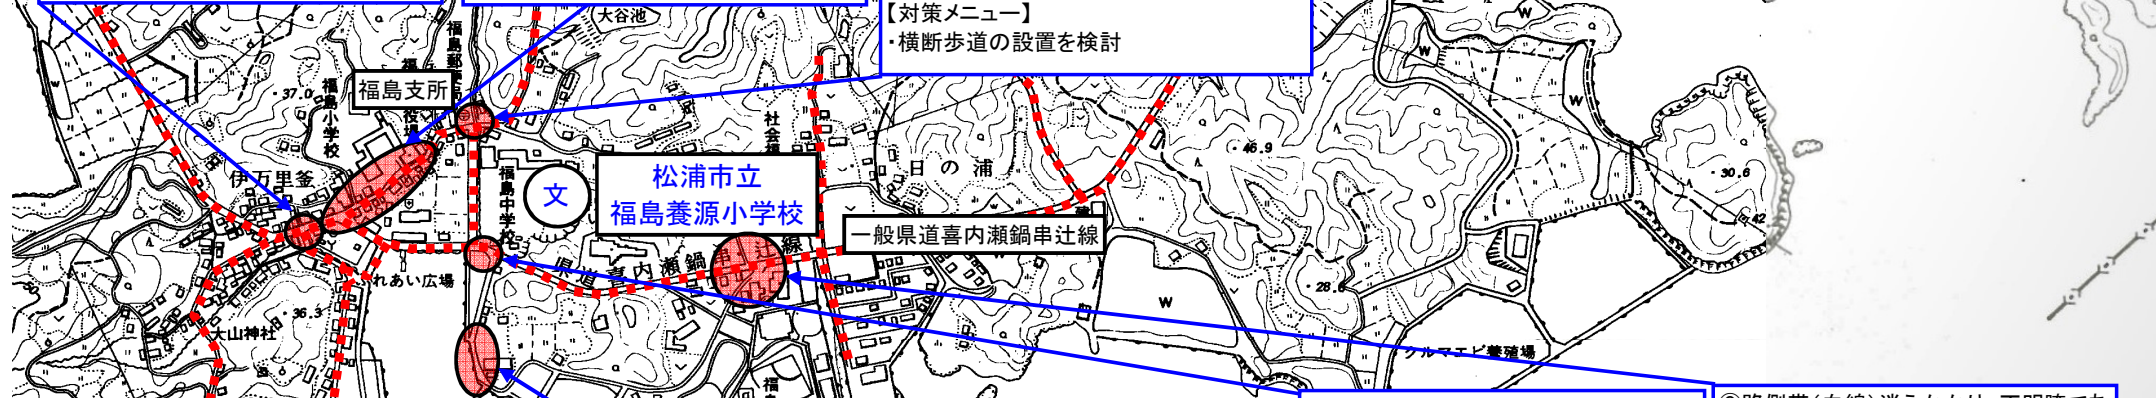 【対策メニュー】
・横断歩道の設置を検討
大谷池
福島支所
・37.0
福島小学校
伊万里釜
福島中学校
文
松浦市立
福島養源小学校
日の浦
・46.9
・30.6
一般県道喜内瀬鍋串辻線
県道喜内瀬鍋串辻線
れあい広場
・36.3
大山神社
・28.
クルマエビ養殖場
W
W
W
W